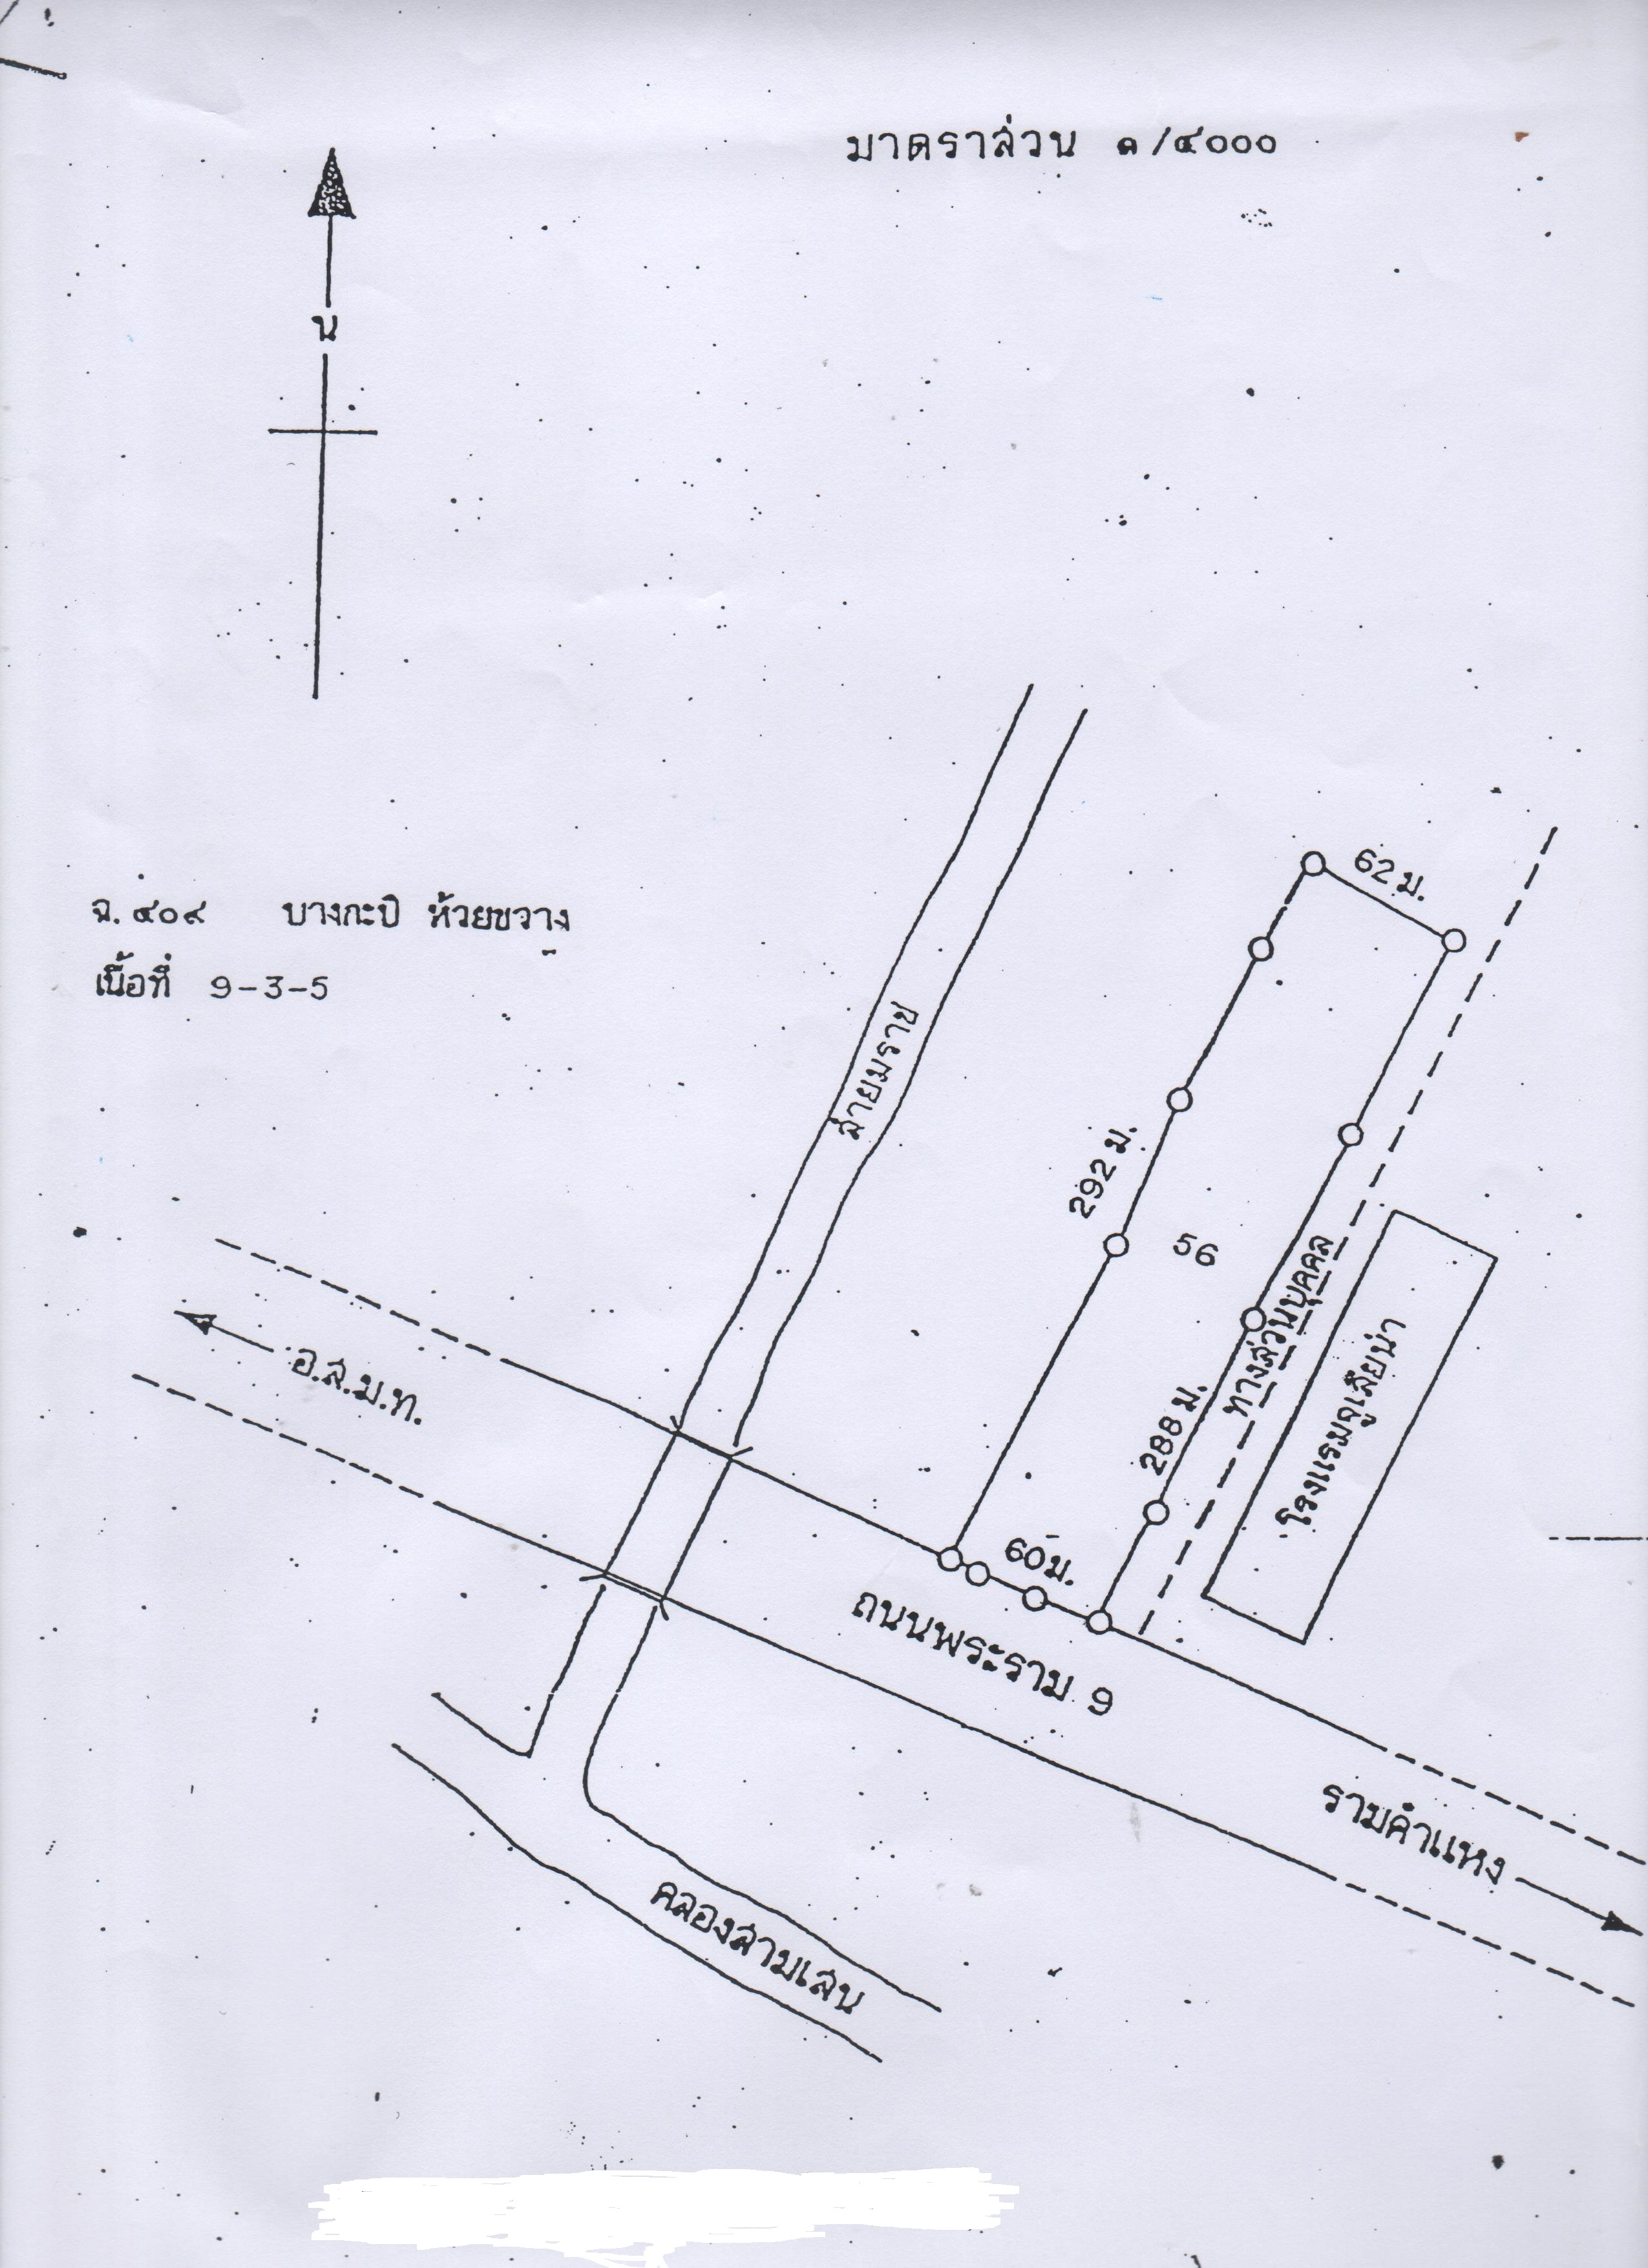 มาตราส่วน ๑/๔๐๐๐
น
62 ม.
ฉ. ๔๐๙ บางกะปิ ห้วยขวาง
เนื้อที่ 9-3-5
ลำยมราช
292 ม.
56
ทางส่วนบุคคล
โรงแรมจูเลียน่า
288 ม.
อ.ส.ม.ท.
60 ม.
ถนนพระราม 9
รามคำแหง
คลองสามเสน